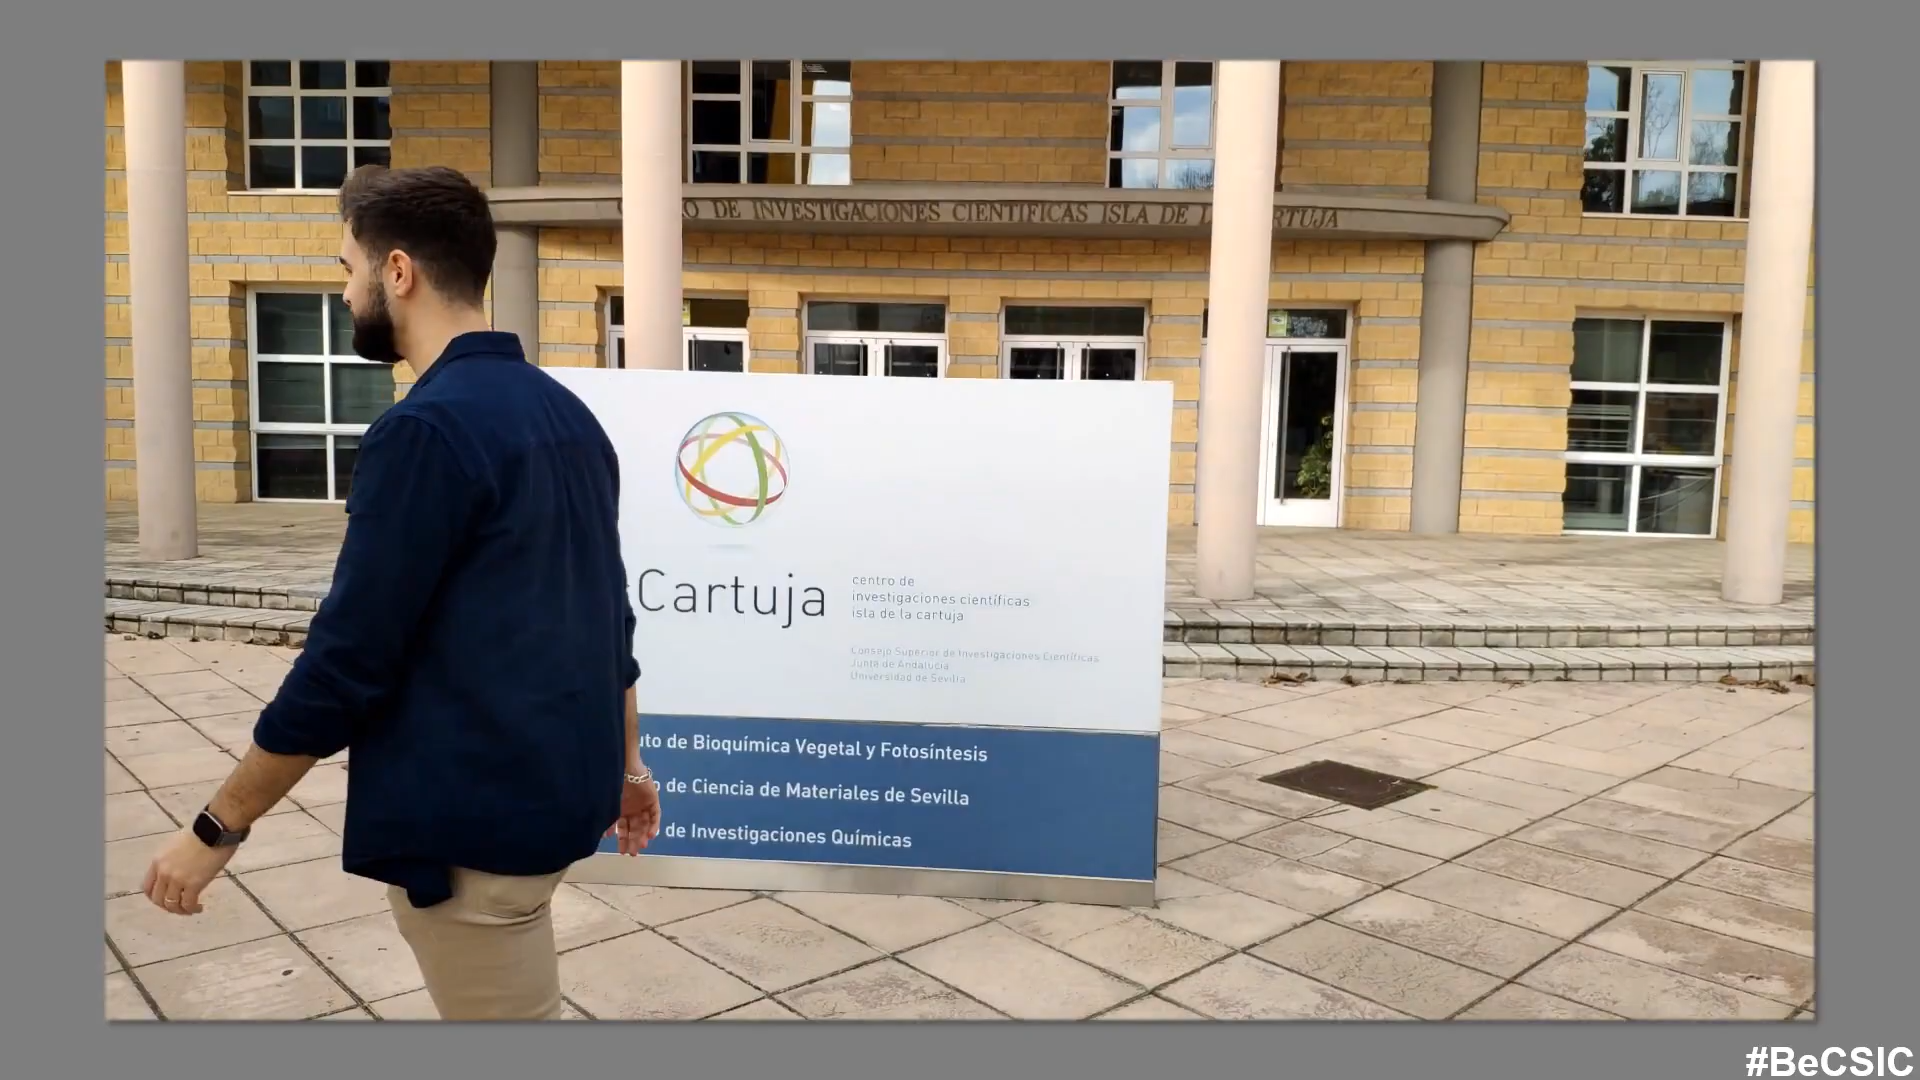 DE INVESTIGACIONES CIENTIFICAS ISLA DE
Cartuja
centro de
investigaciones científicas
isla de la cartuja
Consejo Superior de Investigaciones Científicas
Junta de Andalucía
Universidad de Sevilla
de Bioquímica Vegetal y Fotosíntesis
de Ciencia de Materiales de Sevilla
de Investigaciones Químicas
#BeCSIC